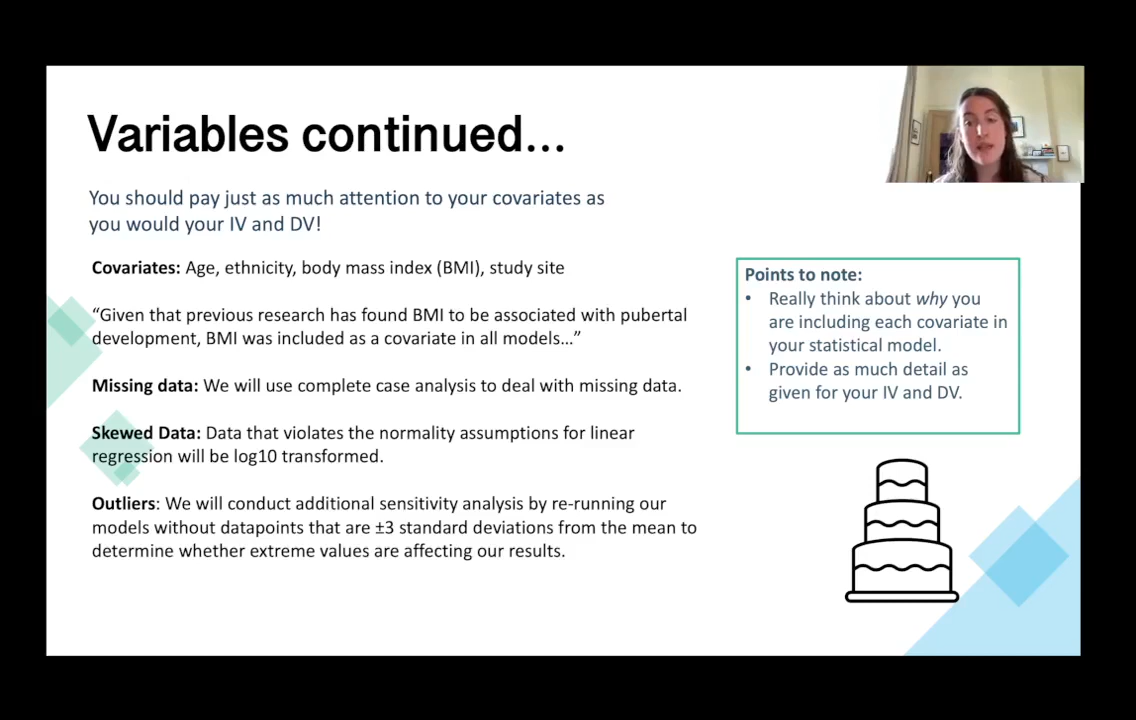 Variables continued...
You should pay just as much attention to your covariates as
you would your IV and DV!
Covariates: Age, ethnicity, body mass index (BMI), study site
“Given that previous research has found BMI to be associated with pubertal
development, BMI was included as a covariate in all models…”
Missing data: We will use complete case analysis to deal with missing data.
Skewed Data: Data that violates the normality assumptions for linear
regression will be log10 transformed.
Outliers: We will conduct additional sensitivity analysis by re-running our
models without datapoints that are ±3 standard deviations from the mean to
determine whether extreme values are affecting our results.
Points to note:
• Really think about why you
are including each covariate in
your statistical model.
• Provide as much detail as
given for your IV and DV.